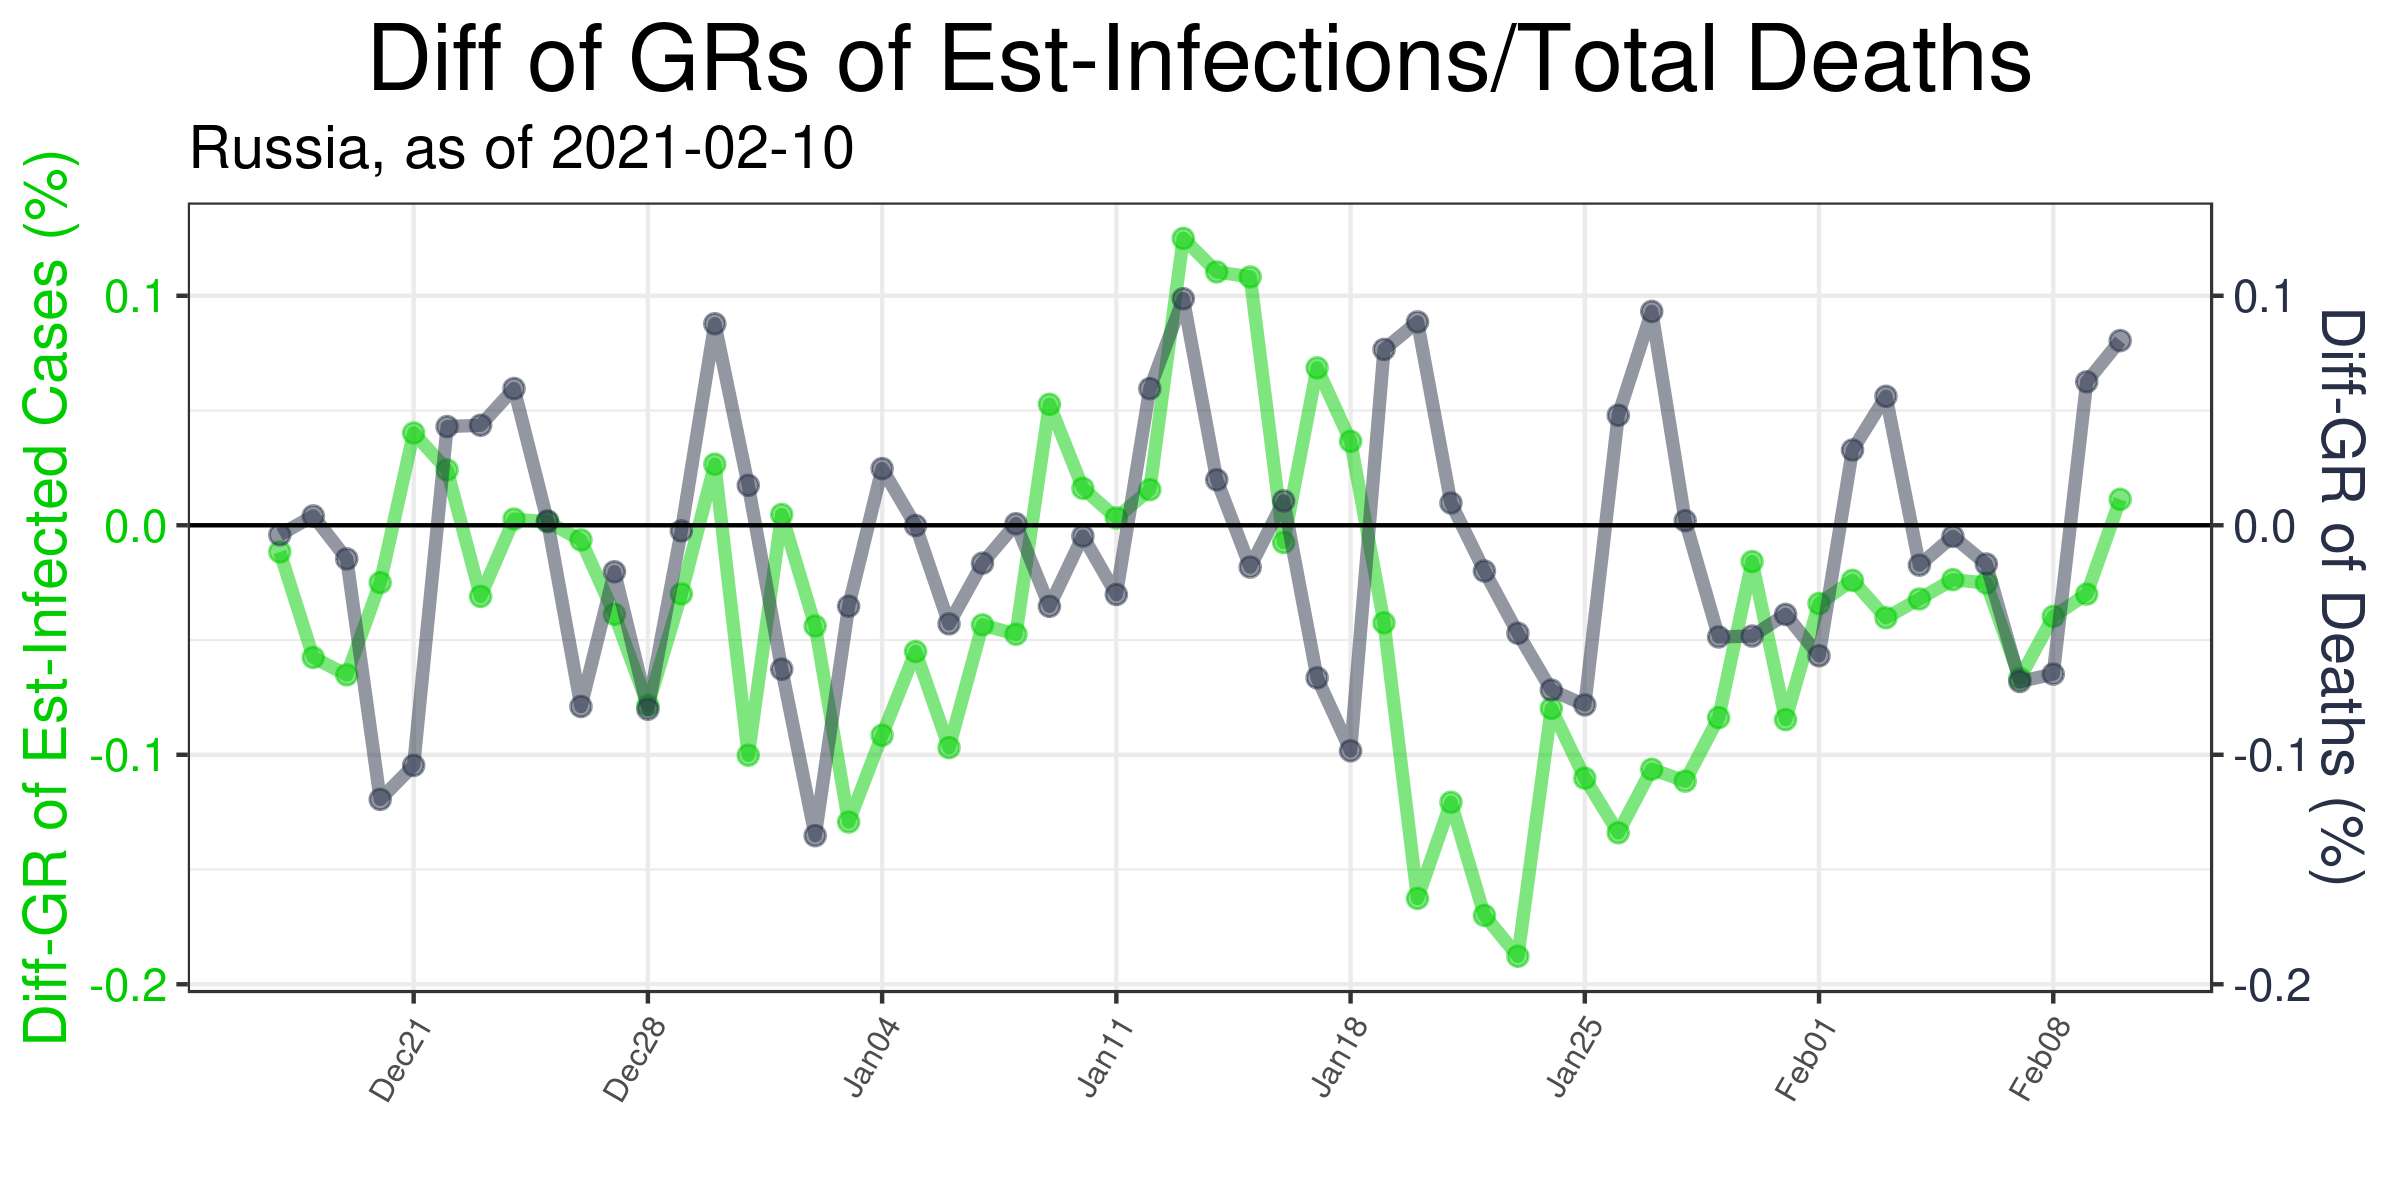 Diff of GRs of Est-Infections/Total Deaths
Russia, as of 2021-02-10
Diff-GR of Est-Infected Cases (%)
0.1
0.0
-0.1
-0.2
0.1
0.0
-0.1
-0.2
Diff-GR of Deaths (%)
Dec21
Dec28
Jan04
Jan11
Jan18
Jan25
Feb01
Feb08